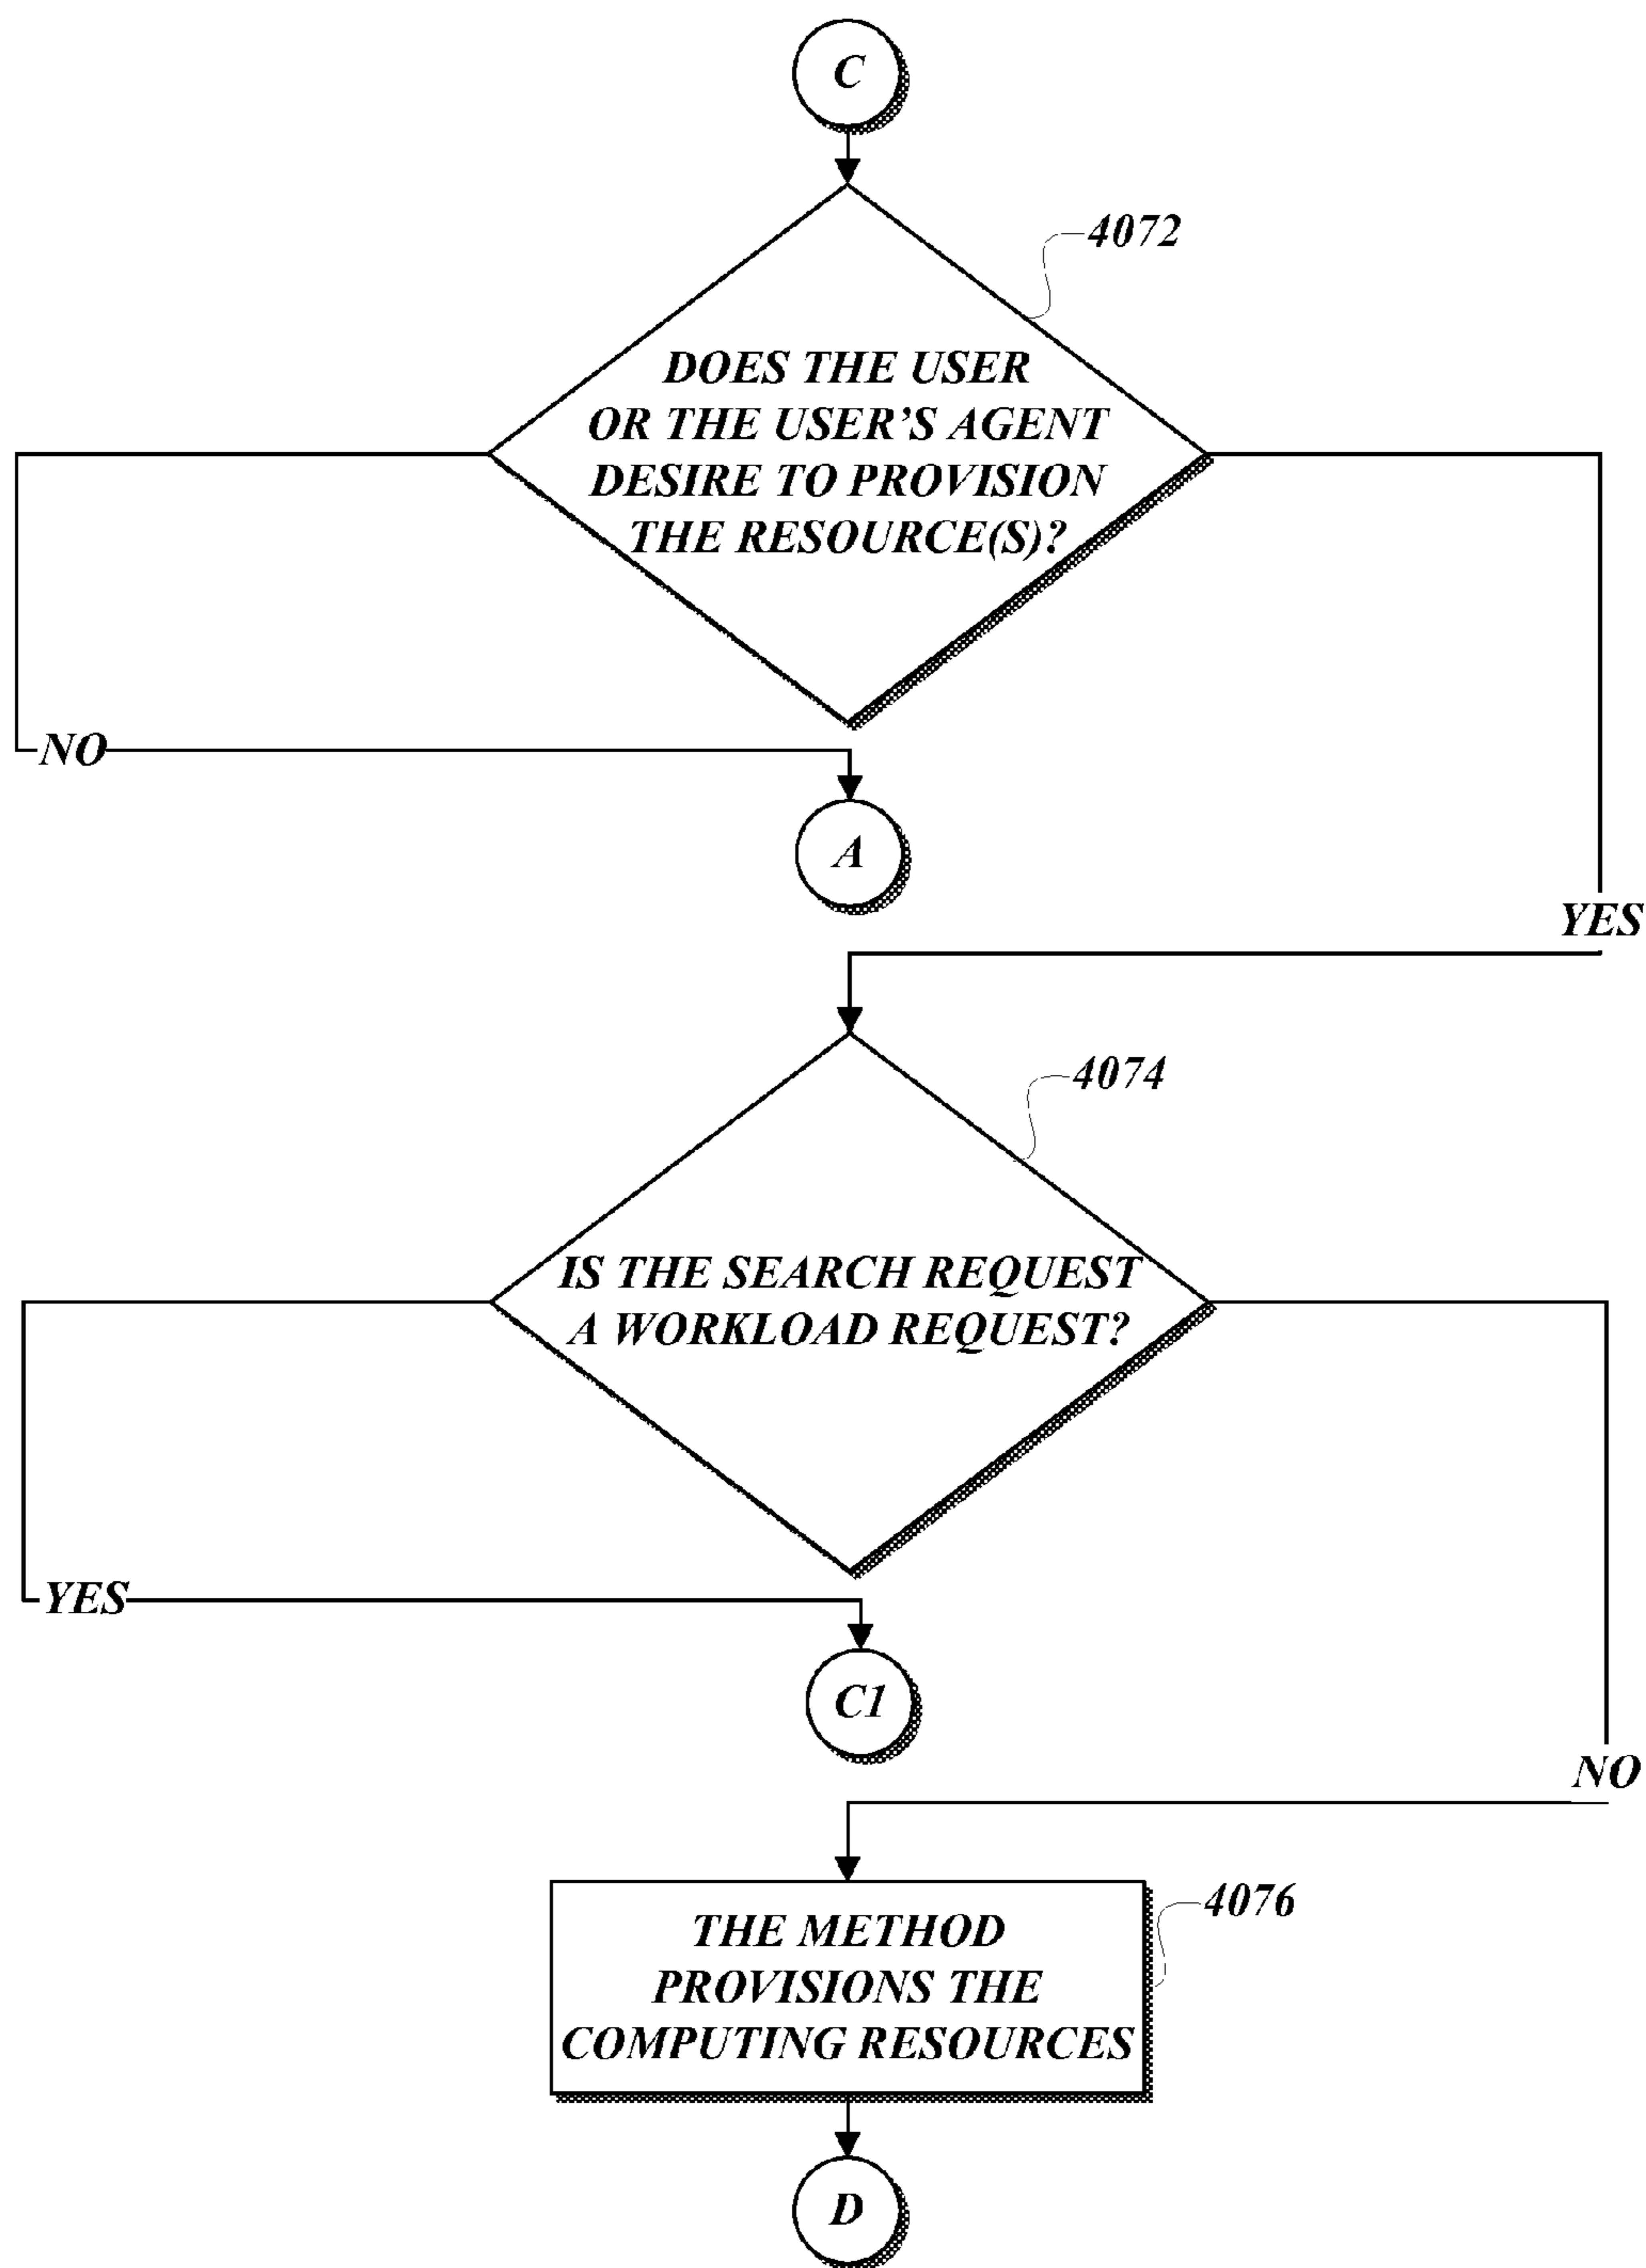 C
4072
DOES THE USER
OR THE USER’S AGENT
DESIRE TO PROVISION
THE RESOURCE(S)?
NO
A
YES
4074
IS THE SEARCH REQUEST
A WORKLOAD REQUEST?
YES
C1
NO
4076
THE METHOD
PROVISIONS THE
COMPUTING RESOURCES
D